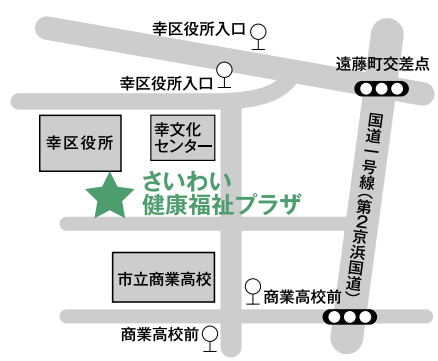 幸区役所入口
遠藤町交差点
幸区役所入口
幸区役所
幸文化
センター
国道一号線(第2京浜国道)
さいわい
健康福祉プラザ
市立商業高校
商業高校前
商業高校前